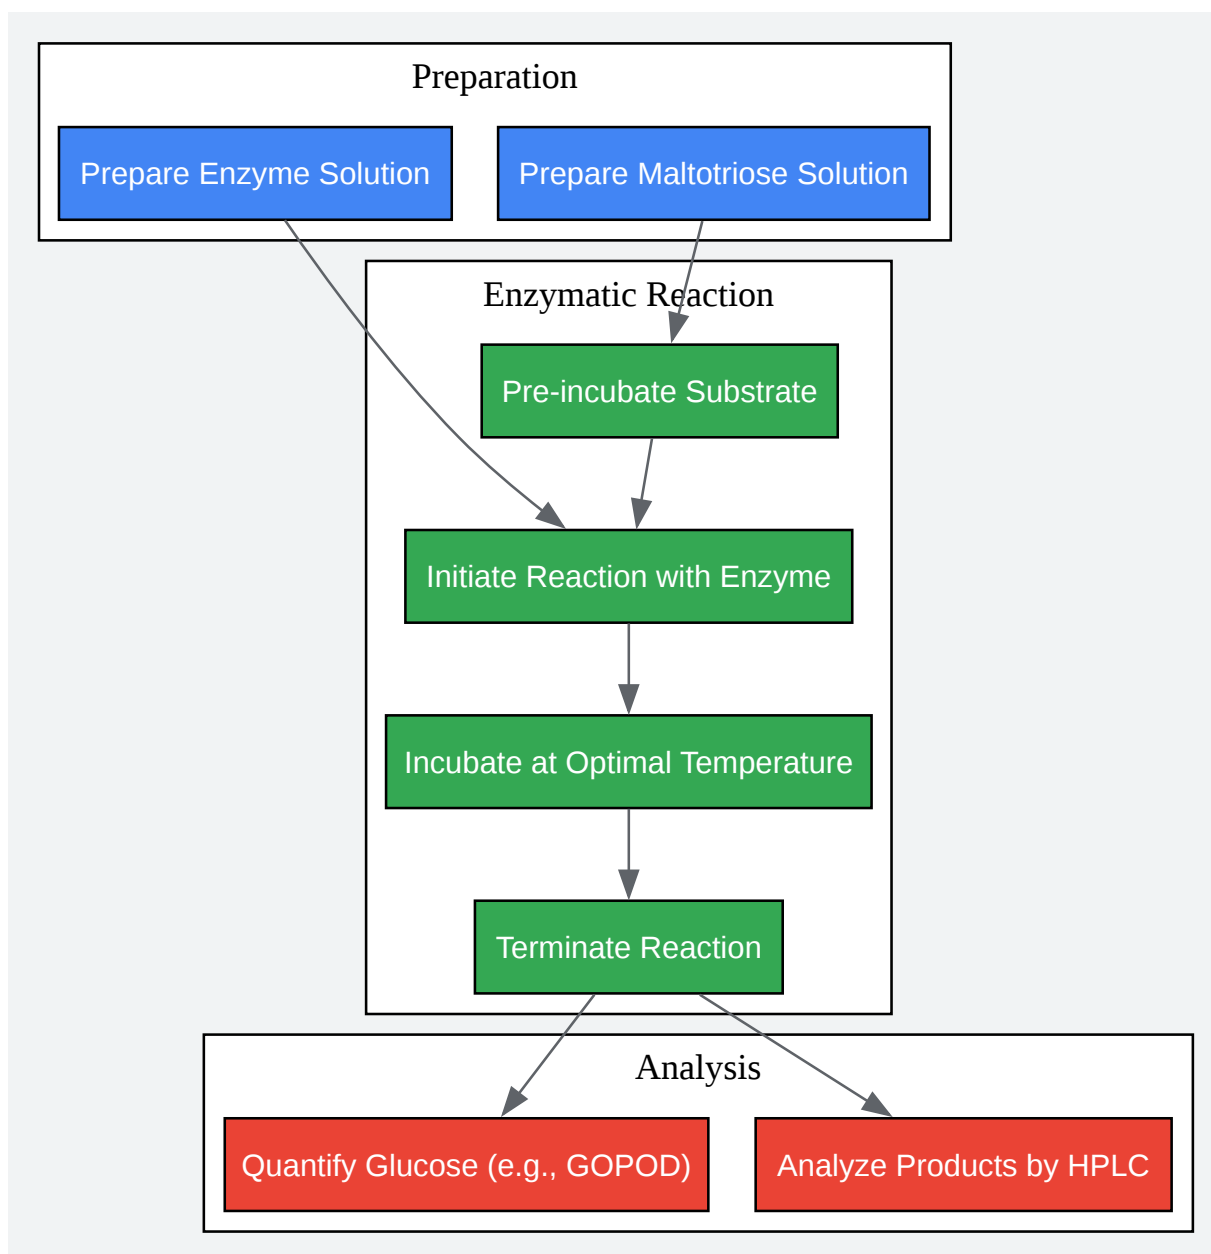 Preparation
Prepare Enzyme Solution
Prepare Maltotriose Solution
Enzymatic Reaction
Pre-incubate Substrate
Initiate Reaction with Enzyme
Incubate at Optimal Temperature
Terminate Reaction
Analysis
Quantify Glucose (e.g., GOPOD)
Analyze Products by HPLC